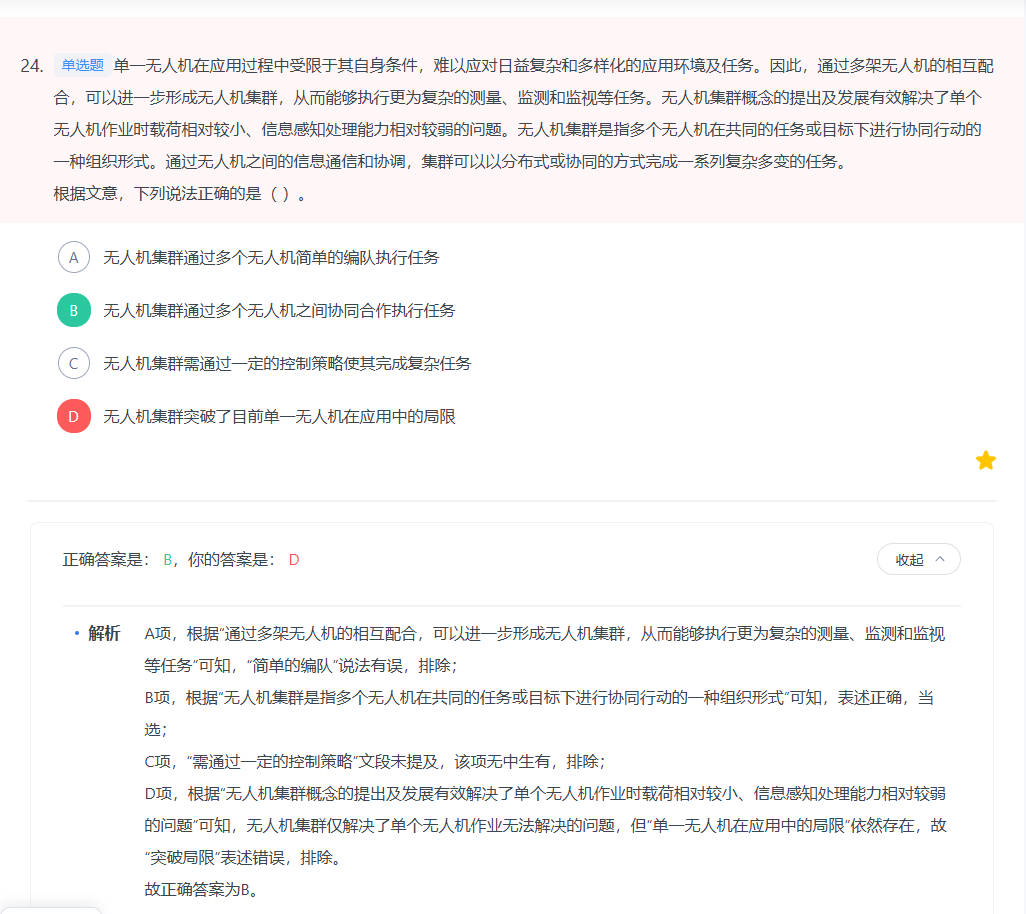 24. 单选题 单一无人机在应用过程中受限于其自身条件，难以应对日益复杂和多样化的应用环境及任务。因此，通过多架无人机的相互配
合，可以进一步形成无人机集群，从而能够执行更为复杂的测量、监测和监视等任务。无人机集群概念的提出及发展有效解决了单个
无人机作业时载荷相对较小、信息感知处理能力相对较弱的问题。无人机集群是指多个无人机在共同的任务或目标下进行协同行动的
一种组织形式。通过无人机之间的信息通信和协调，集群可以以分布式或协同的方式完成一系列复杂多变的任务。
根据文意，下列说法正确的是（ ）。
A 无人机集群通过多个无人机简单的编队执行任务
B 无人机集群通过多个无人机之间协同合作执行任务
C 无人机集群需通过一定的控制策略使其完成复杂任务
D 无人机集群突破了目前单一无人机在应用中的局限
正确答案是： B，你的答案是： D 收起
• 解析 A项，根据“通过多架无人机的相互配合，可以进一步形成无人机集群，从而能够执行更为复杂的测量、监测和监视
等任务”可知，“简单的编队”说法有误，排除；
B项，根据“无人机集群是指多个无人机在共同的任务或目标下进行协同行动的一种组织形式”可知，表述正确，当
选；
C项，“需通过一定的控制策略”文段未提及，该项无中生有，排除；
D项，根据“无人机集群概念的提出及发展有效解决了单个无人机作业时载荷相对较小、信息感知处理能力相对较弱
的问题”可知，无人机集群仅解决了单个无人机作业无法解决的问题，但“单一无人机在应用中的局限”依然存在，故
“突破局限”表述错误，排除。
故正确答案为B。